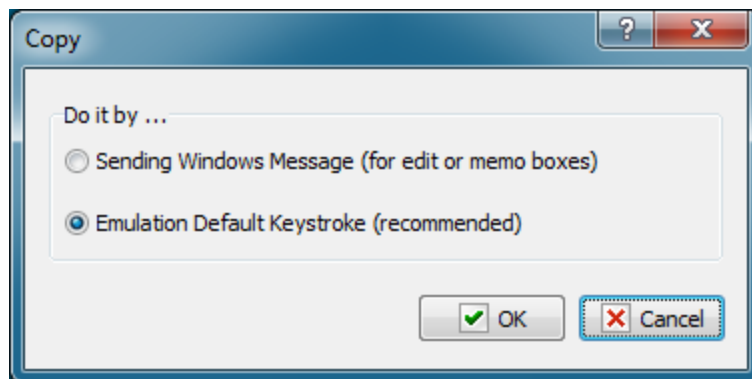 Copy
?
Do it by ...
Sending Windows Message (for edit or memo boxes)
Emulation Default Keystroke (recommended)
OK
Cancel